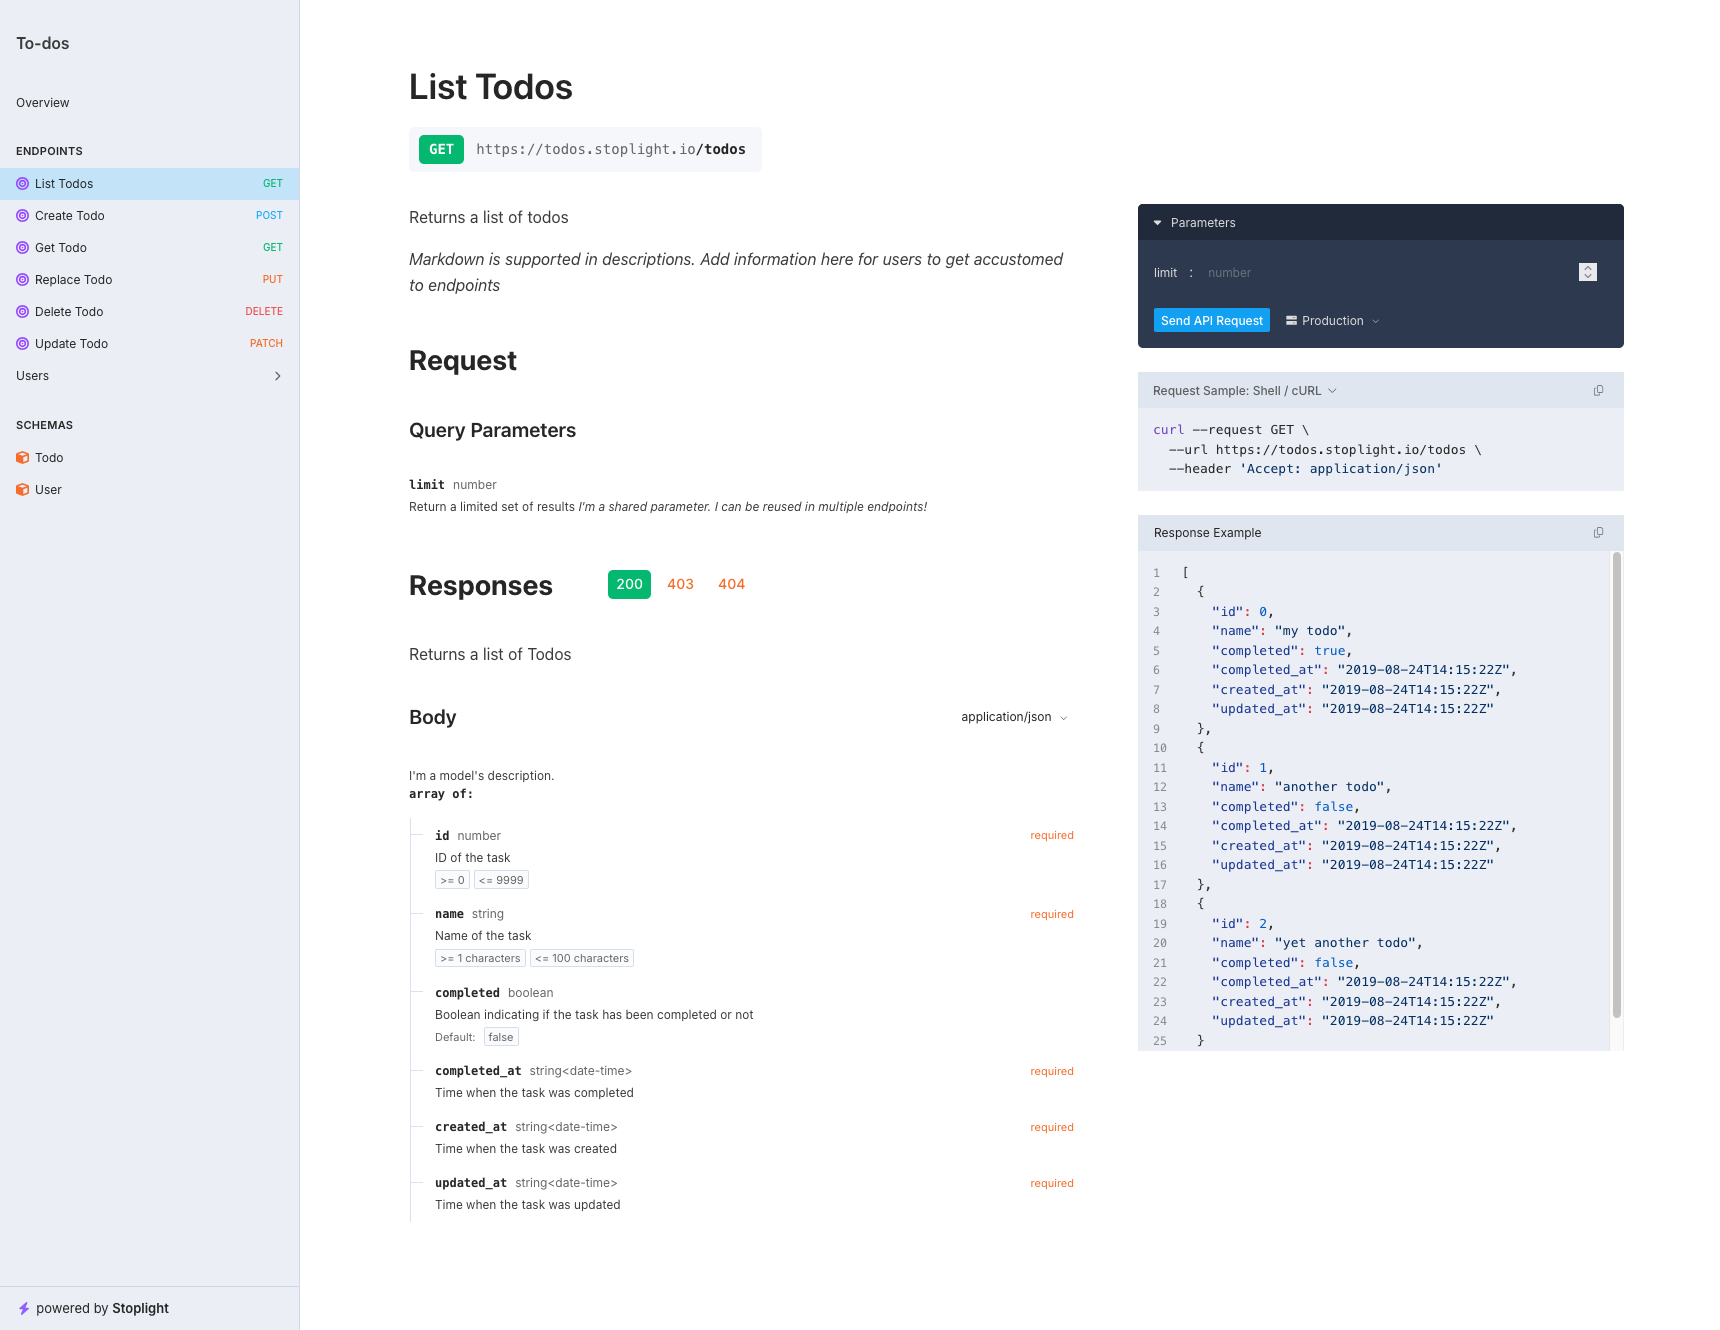 To-dos
Overview
ENDPOINTS
List Todos GET
Create Todo POST
Get Todo GET
Replace Todo PUT
Delete Todo DELETE
Update Todo PATCH
Users
SCHEMAS
Todo
User
powered by Stoplight
List Todos
GET https://todos.stoplight.io/todos
Returns a list of todos
Markdown is supported in descriptions. Add information here for users to get accustomed
to endpoints
Request
Query Parameters
limit number
Return a limited set of results I'm a shared parameter. I can be reused in multiple endpoints!
Responses 200 403 404
Returns a list of Todos
Body application/json
I'm a model's description.
array of:
id number required
ID of the task
>= 0 <= 9999
name string required
Name of the task
>= 1 characters <= 100 characters
completed boolean
Boolean indicating if the task has been completed or not
Default: false
completed_at string<date-time> required
Time when the task was completed
created_at string<date-time> required
Time when the task was created
updated_at string<date-time> required
Time when the task was updated
Parameters
limit : number
Send API Request Production
Request Sample: Shell / cURL
curl --request GET \
  --url https://todos.stoplight.io/todos \
  --header 'Accept: application/json'
Response Example
1 [
2   {
3     "id": 0,
4     "name": "my todo",
5     "completed": true,
6     "completed_at": "2019-08-24T14:15:22Z",
7     "created_at": "2019-08-24T14:15:22Z",
8     "updated_at": "2019-08-24T14:15:22Z"
9   },
10   {
11     "id": 1,
12     "name": "another todo",
13     "completed": false,
14     "completed_at": "2019-08-24T14:15:22Z",
15     "created_at": "2019-08-24T14:15:22Z",
16     "updated_at": "2019-08-24T14:15:22Z"
17   },
18   {
19     "id": 2,
20     "name": "yet another todo",
21     "completed": false,
22     "completed_at": "2019-08-24T14:15:22Z",
23     "created_at": "2019-08-24T14:15:22Z",
24     "updated_at": "2019-08-24T14:15:22Z"
25   }